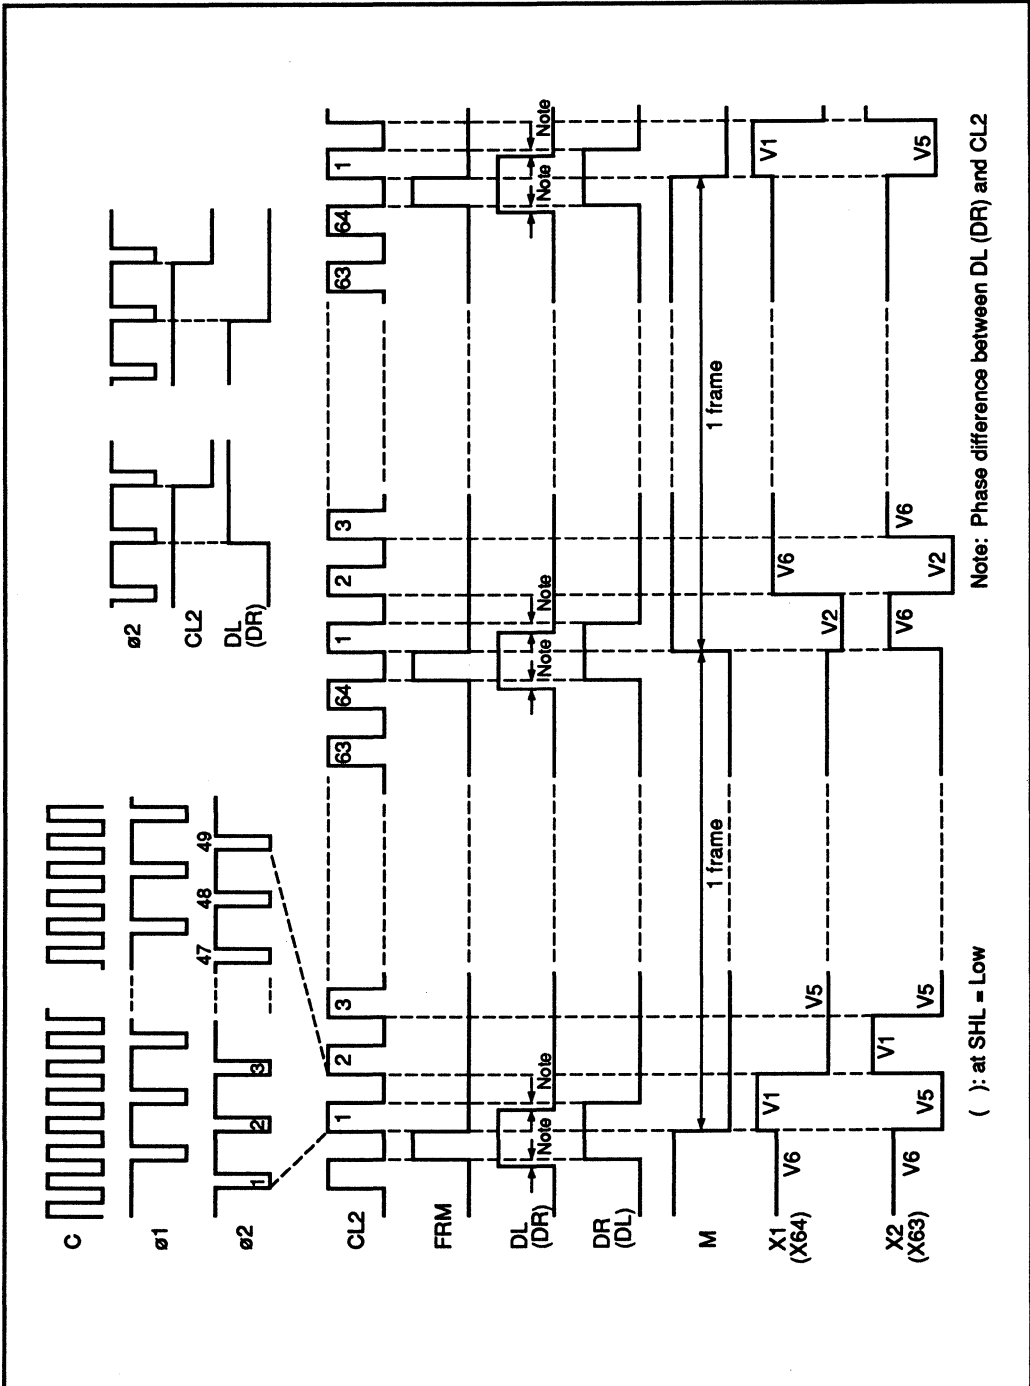 C
ø1
ø2 1 2 3 47 48 49
ø2
CL2
DL
(DR)
CL2 1 2 3 63 64 1 2 3 63 64 1
FRM
DL
(DR)
Note Note Note Note Note Note
DR
(DL)
M 1 frame 1 frame
X1
(X64)
V6 V1 V5 V2 V6 V1
X2
(X63)
V6 V5 V1 V5 V6 V2 V6 V5
( ): at SHL = Low
Note: Phase difference between DL (DR) and CL2